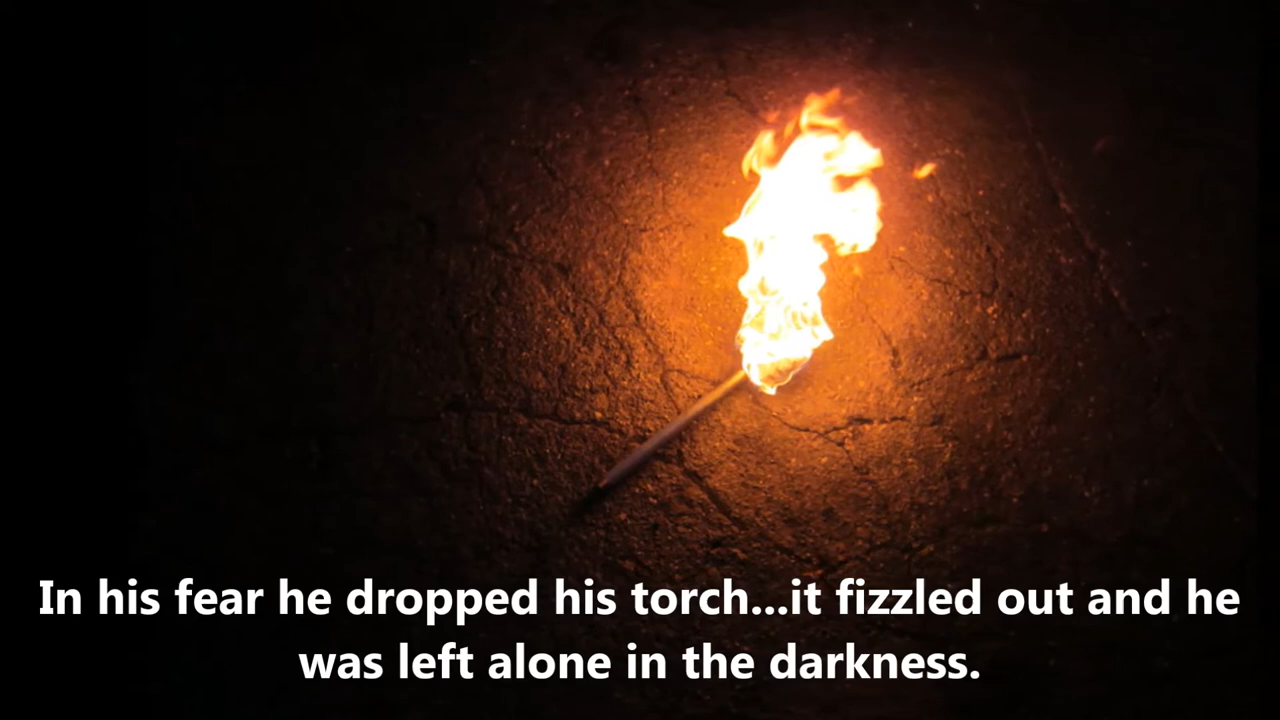 In his fear he dropped his torch...it fizzled out and he
was left alone in the darkness.